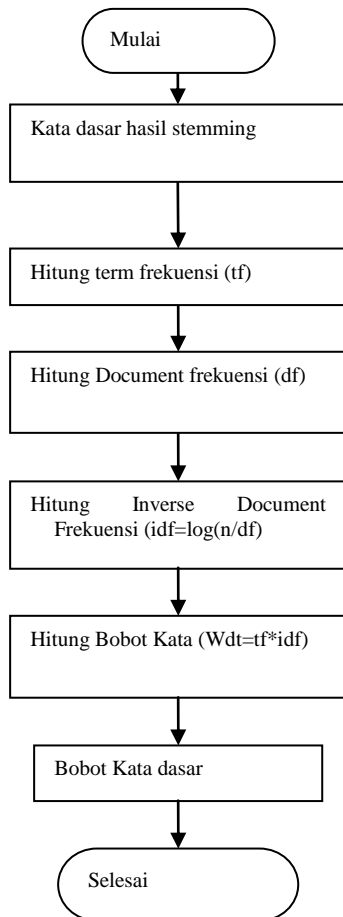 Mulai
Kata dasar hasil stemming
Hitung term frekuensi (tf)
Hitung Document frekuensi (df)
Hitung Inverse Document
Frekuensi (idf=log(n/df)
Hitung Bobot Kata (Wdt=tf*idf)
Bobot Kata dasar
Selesai